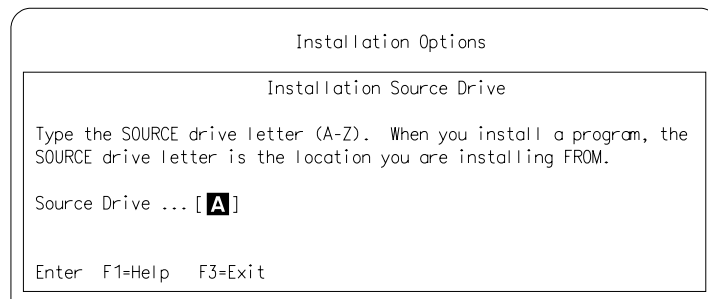 Installation Options
Installation Source Drive
Type the SOURCE drive letter (A-Z). When you install a program, the
SOURCE drive letter is the location you are installing FROM.
Source Drive ... [A]
Enter F1=Help F3=Exit